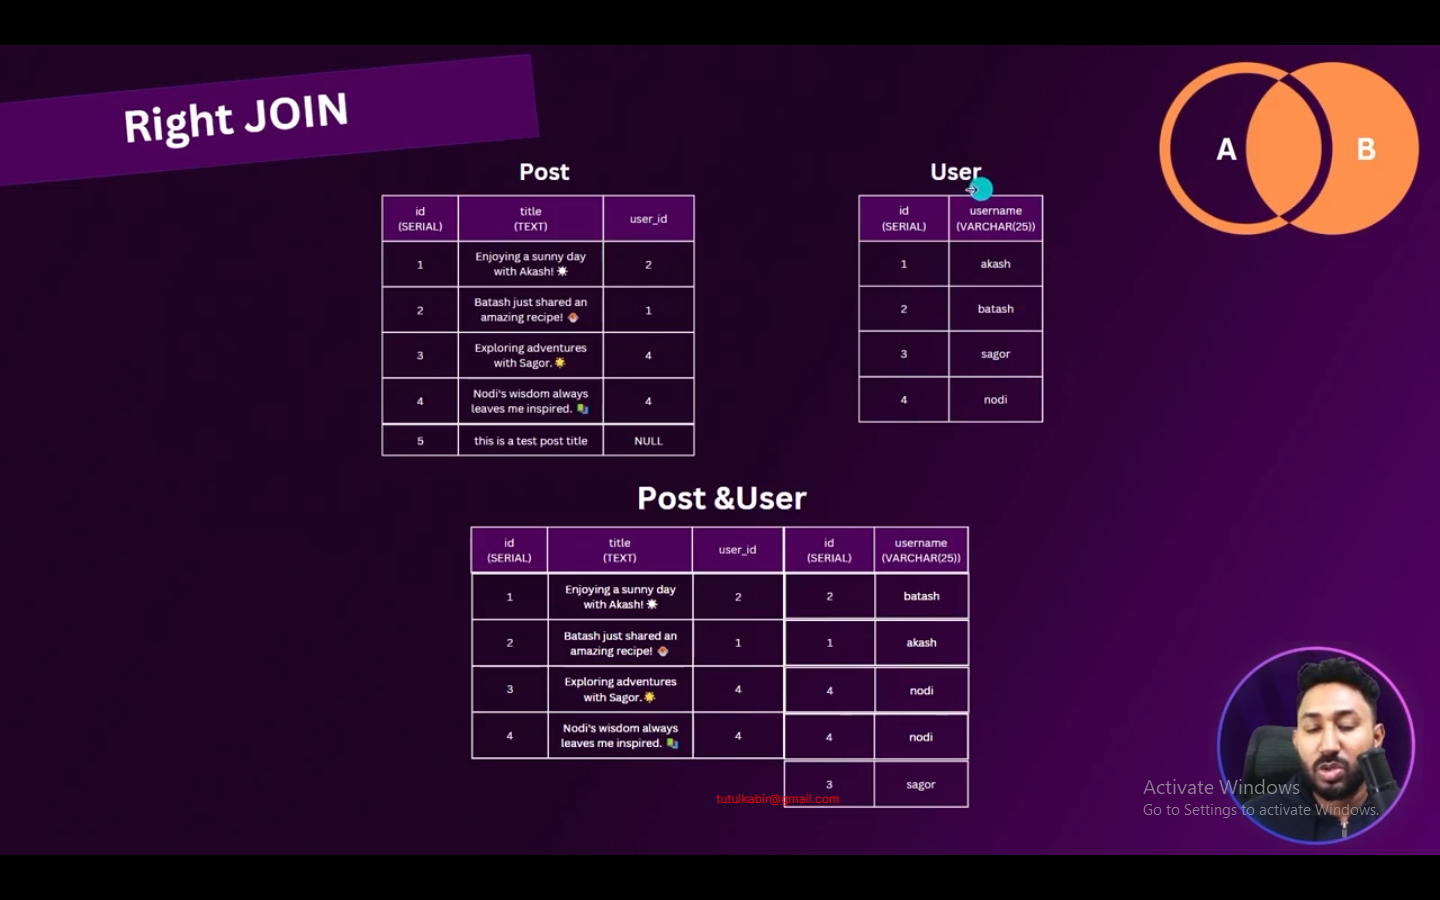 Right JOIN
A
B
Post
id
(SERIAL)
title
(TEXT)
user_id
1
Enjoying a sunny day
with Akash! ☀
2
2
Batash just shared an
amazing recipe!
1
3
Exploring adventures
with Sagor. 🌟
4
4
Nodi's wisdom always
leaves me inspired. 📚
4
5
this is a test post title
NULL
User
id
(SERIAL)
username
(VARCHAR(25))
1
akash
2
batash
3
sagor
4
nodi
Post &User
id
(SERIAL)
title
(TEXT)
user_id
id
(SERIAL)
username
(VARCHAR(25))
1
Enjoying a sunny day
with Akash! ☀
2
2
batash
2
Batash just shared an
amazing recipe!
1
1
akash
3
Exploring adventures
with Sagor. 🌟
4
4
nodi
4
Nodi's wisdom always
leaves me inspired. 📚
4
4
nodi
3
sagor
tutulkabir@gmail.com
Activate Windows
Go to Settings to activate Windows.